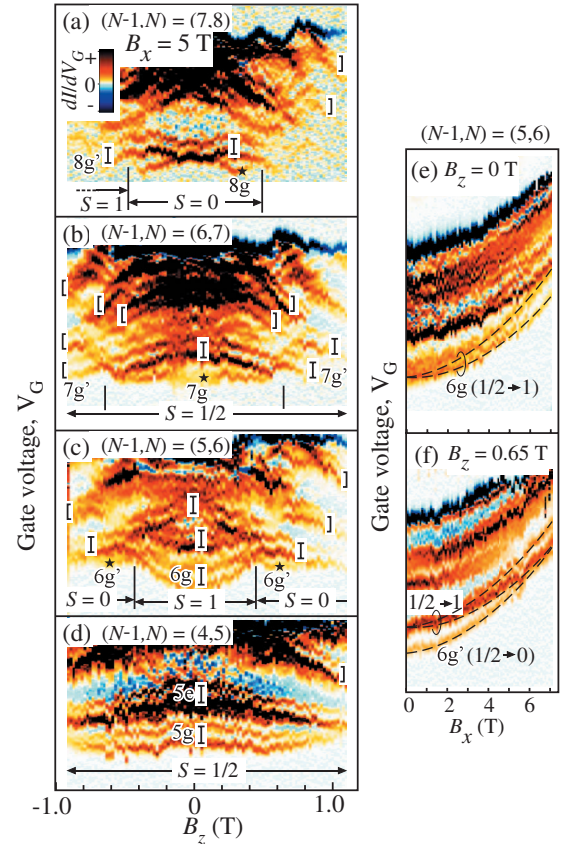 (a) (N-1,N) = (7,8)
B_x = 5 T
dI/dV_G
+
0
-
8g'
8g
S = 1
S = 0
(b) (N-1,N) = (6,7)
7g'
7g
7g'
S = 1/2
(c) (N-1,N) = (5,6)
6g'
6g
6g'
S = 0
S = 1
S = 0
(d) (N-1,N) = (4,5)
5e
5g
S = 1/2
-1.0 0 1.0
B_z (T)
Gate voltage, V_G
(N-1,N) = (5,6)
(e) B_z = 0 T
6g (1/2→1)
(f) B_z = 0.65 T
1/2→1
6g' (1/2→0)
0 2 4 6
B_x (T)
Gate voltage, V_G